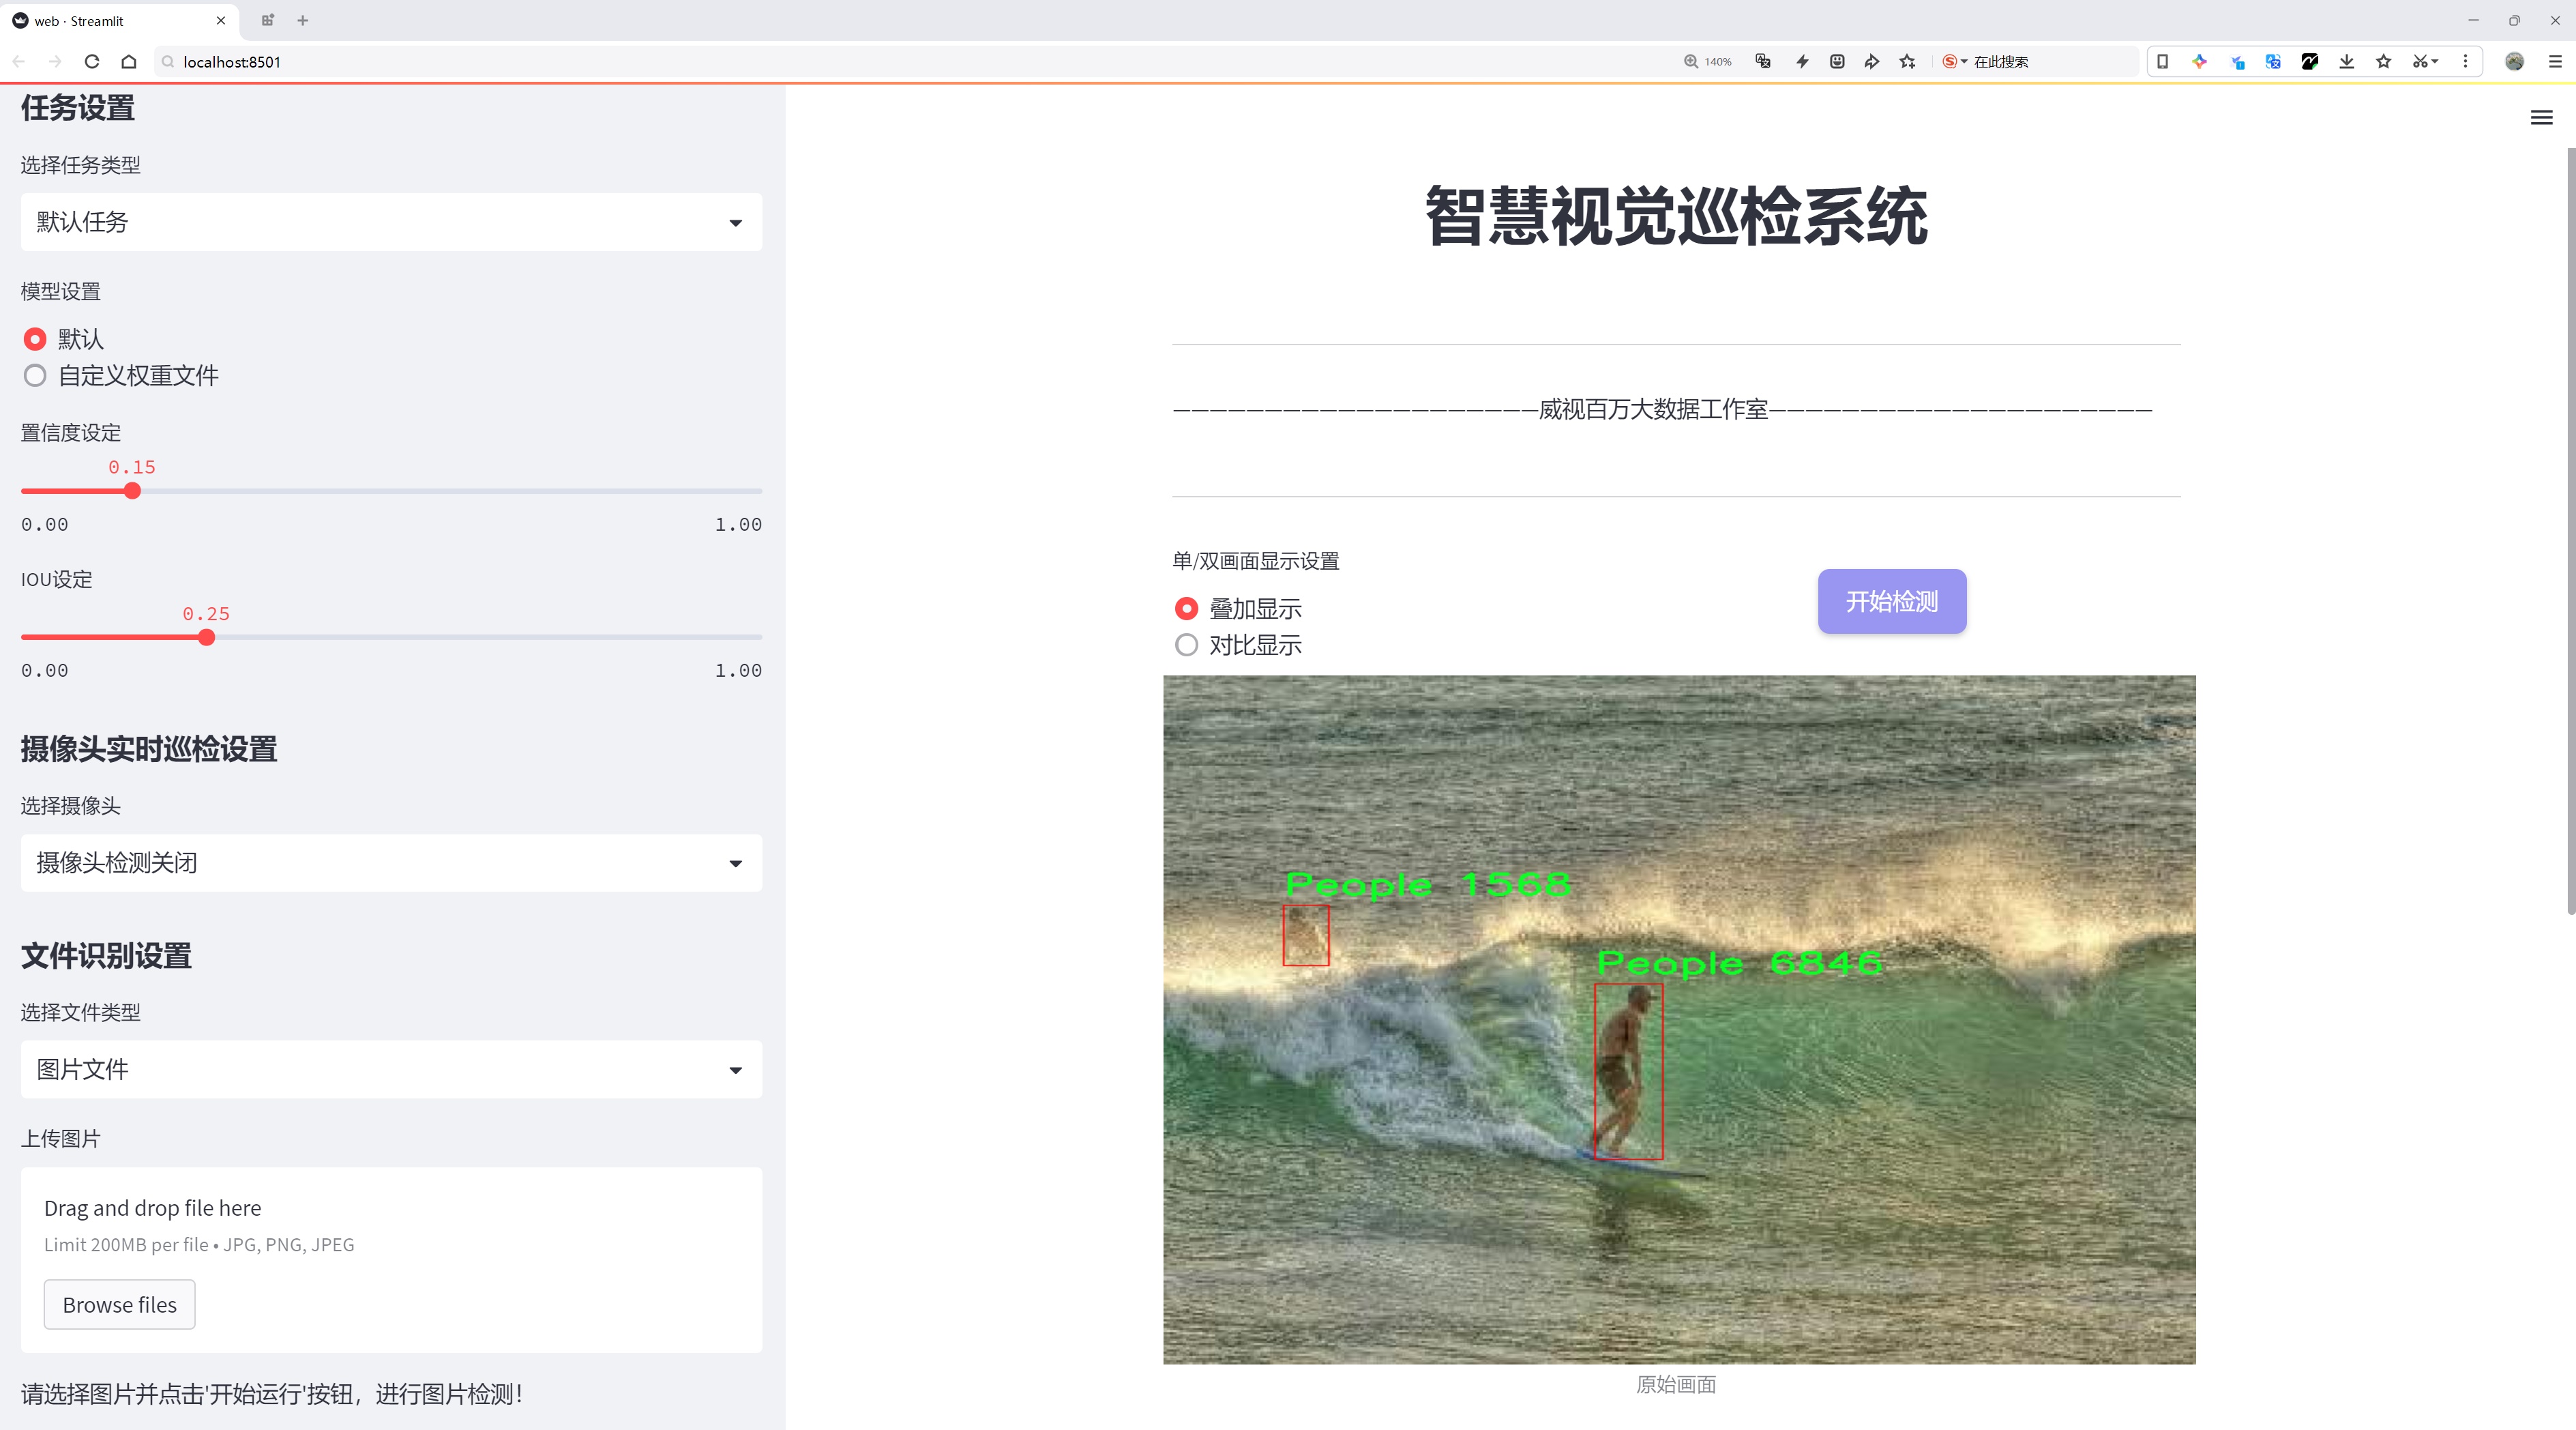 web · Streamlit
localhost:8501
140%
在此搜索
任务设置
选择任务类型
默认任务
模型设置
默认
自定义权重文件
置信度设定
0.15
0.00 1.00
IOU设定
0.25
0.00 1.00
摄像头实时巡检设置
选择摄像头
摄像头检测关闭
文件识别设置
选择文件类型
图片文件
上传图片
Drag and drop file here
Limit 200MB per file • JPG, PNG, JPEG
Browse files
请选择图片并点击'开始运行'按钮，进行图片检测！
智慧视觉巡检系统
————————————————————威视百万大数据工作室—————————————————————
单/双画面显示设置
叠加显示
对比显示
开始检测
People 1568
People 6846
原始画面